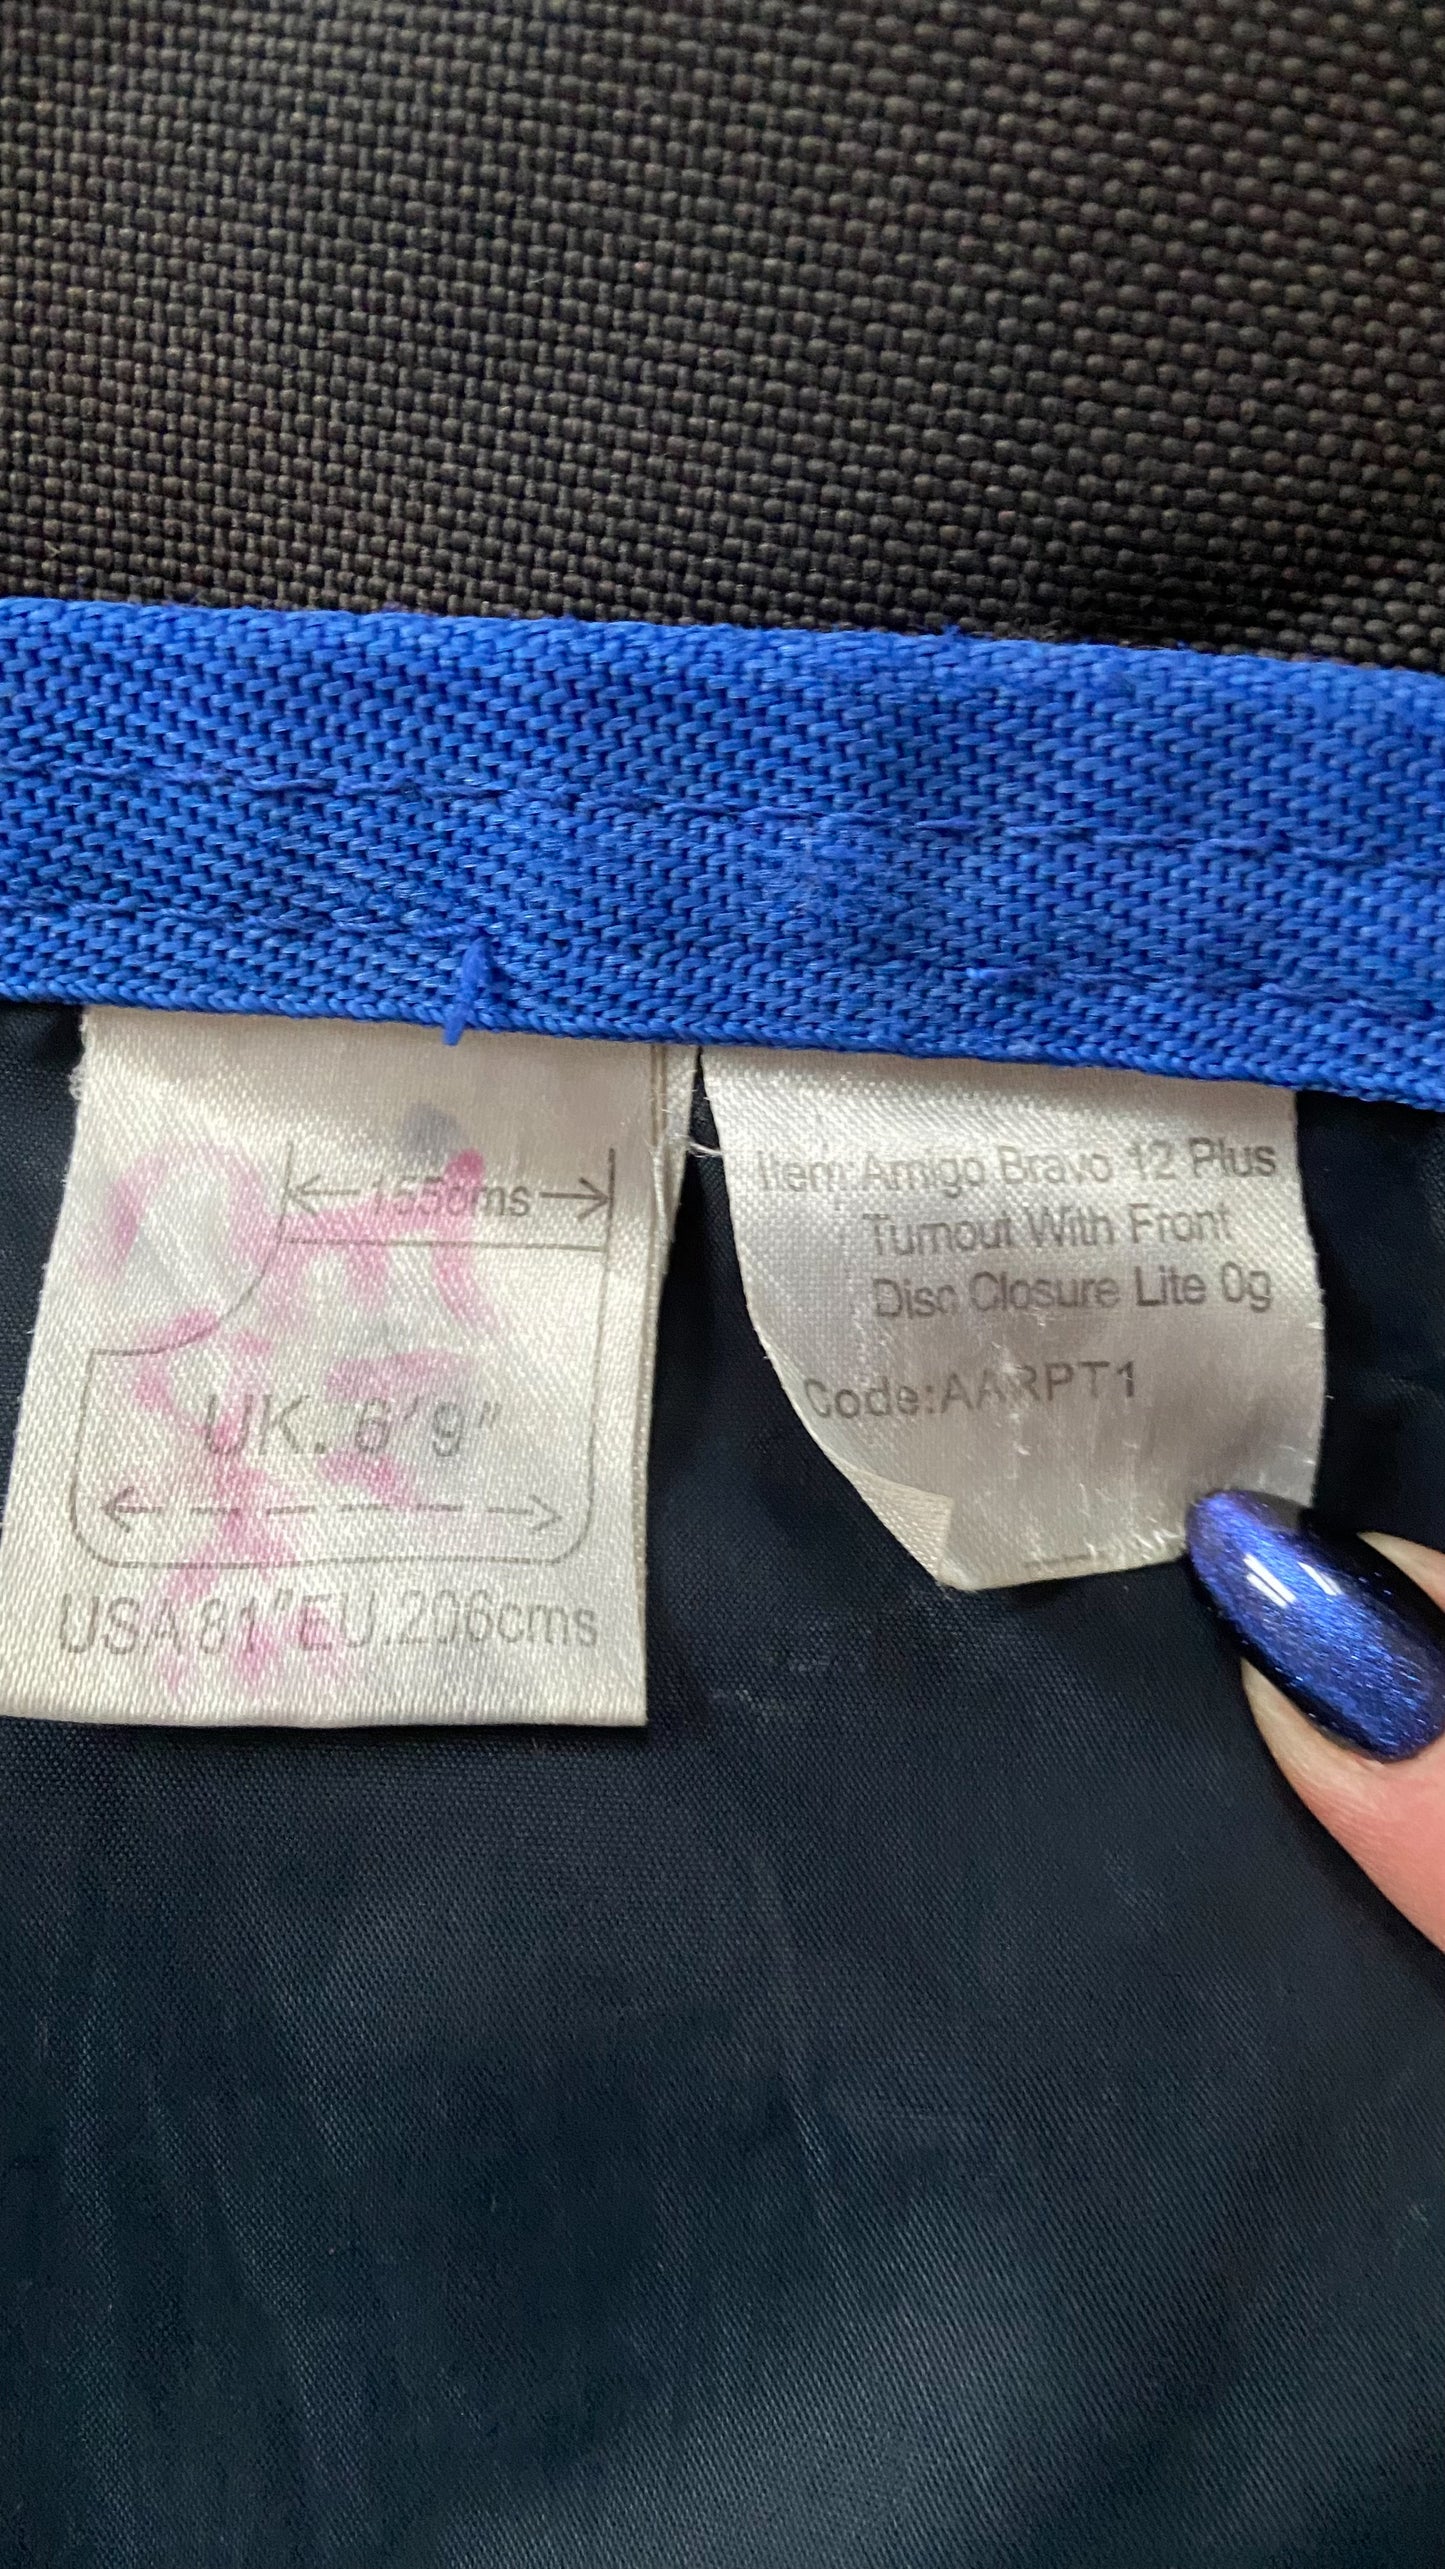 155cms
UK. 6'9"
USA 81" EU.206cms
Item:Amigo Bravo 12 Plus
Turnout With Front
Disc Closure Lite 0g
Code:AARPT1